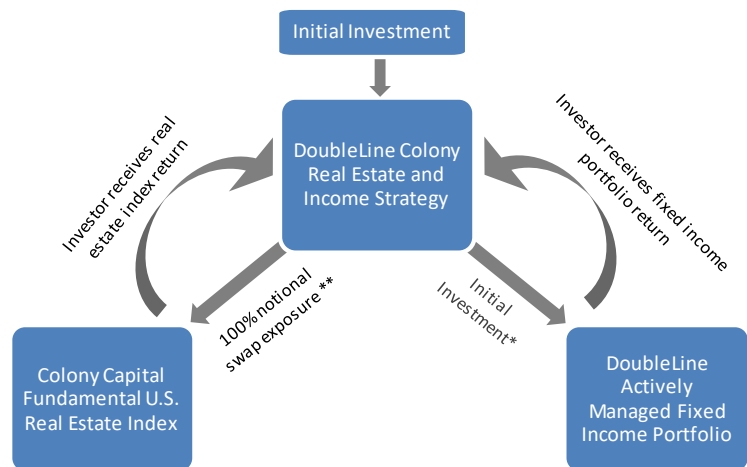 Initial Investment
DoubleLine Colony
Real Estate and
Income Strategy
Investor receives real
estate index return
Investor receives fixed income
portfolio return
100% notional
swap exposure **
Initial
Investment*
Colony Capital
Fundamental U.S.
Real Estate Index
DoubleLine
Actively
Managed Fixed
Income Portfolio